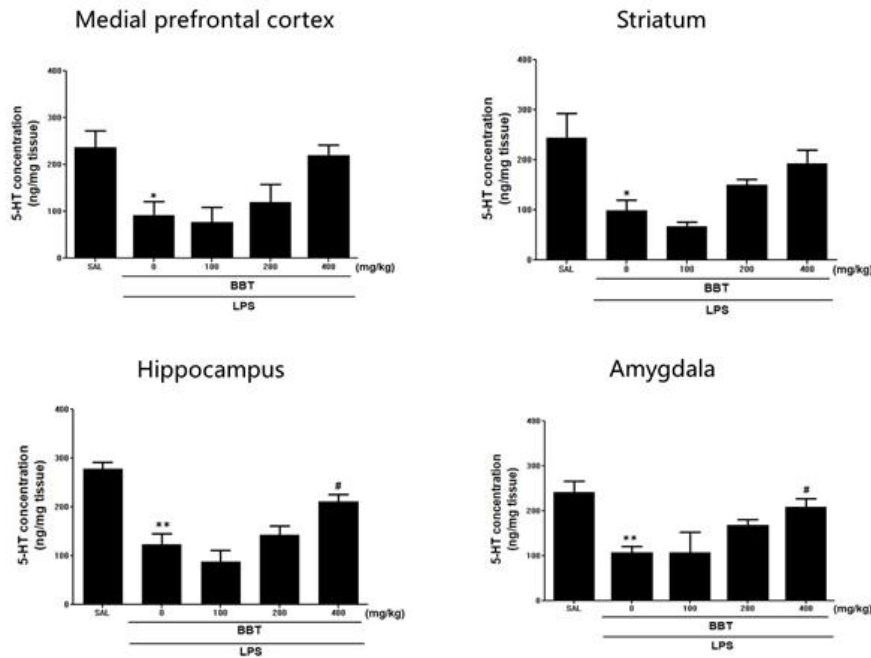 Medial prefrontal cortex
5-HT concentration
(ng/mg tissue)
400
300
200
100
0
*
SAL 0 100 200 400 (mg/kg)
BBT
LPS
Striatum
5-HT concentration
(ng/mg tissue)
400
300
200
100
0
*
SAL 0 100 200 400 (mg/kg)
BBT
LPS
Hippocampus
5-HT concentration
(ng/mg tissue)
400
300
200
100
0
**
#
SAL 0 100 200 400 (mg/kg)
BBT
LPS
Amygdala
5-HT concentration
(ng/mg tissue)
400
300
200
100
0
**
#
SAL 0 100 200 400 (mg/kg)
BBT
LPS